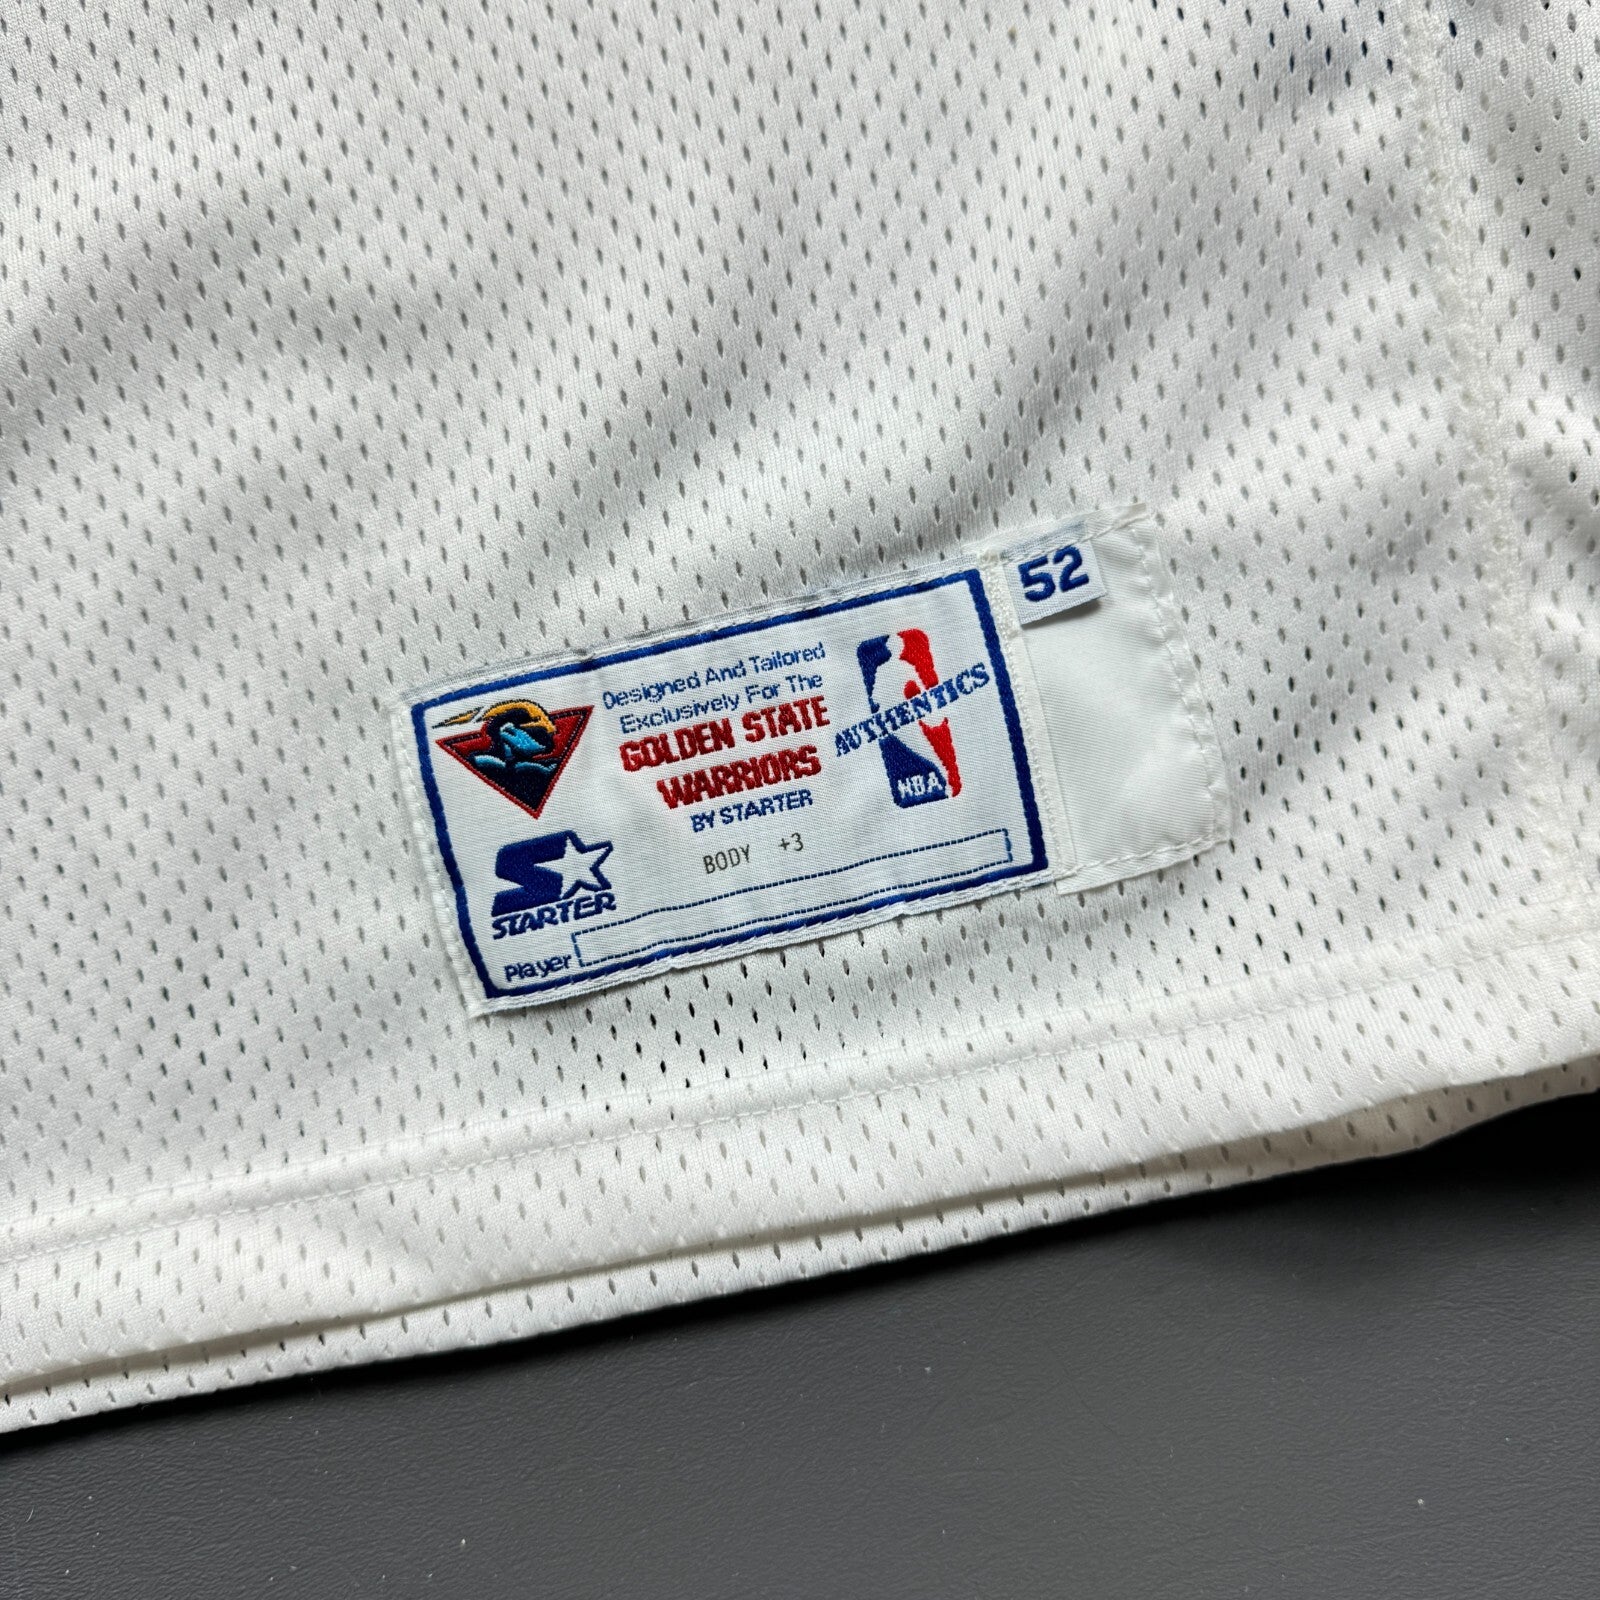 52
Designed And Tailored
Exclusively For The
GOLDEN STATE
WARRIORS
BY STARTER
BODY +3
AUTHENTICS
NBA
STARTER
Player